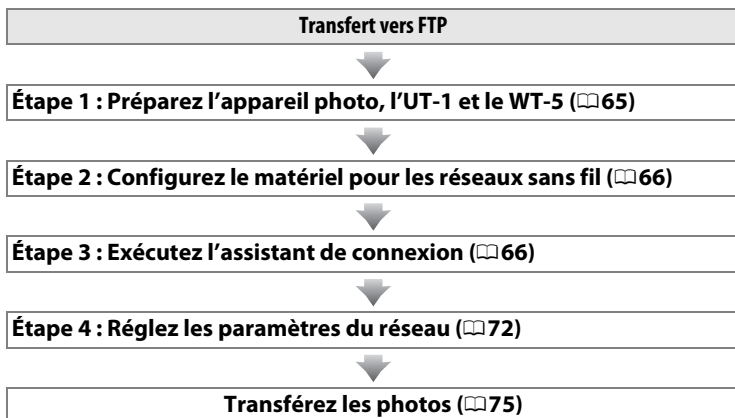 Transfert vers FTP
Étape 1 : Préparez l'appareil photo, l'UT-1 et le WT-5 (📖65)
Étape 2 : Configurez le matériel pour les réseaux sans fil (📖66)
Étape 3 : Exécutez l'assistant de connexion (📖66)
Étape 4 : Réglez les paramètres du réseau (📖72)
Transférez les photos (📖75)